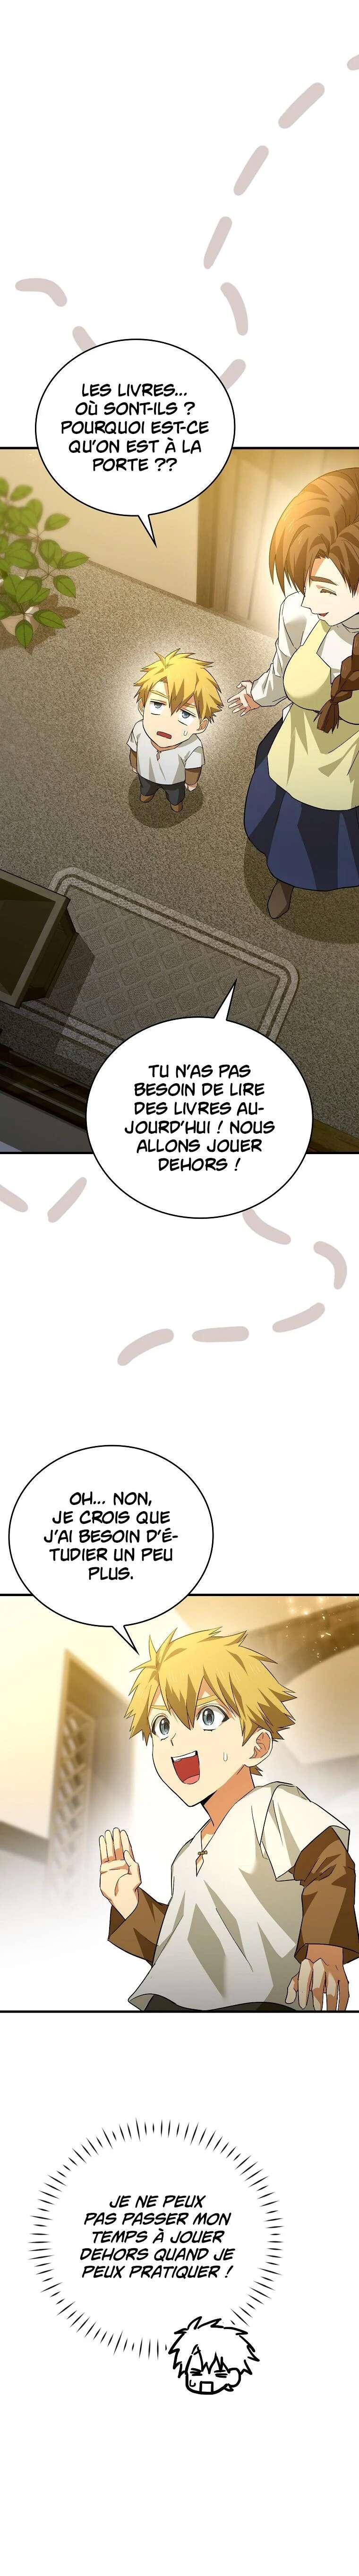 LES LIVRES...
OÙ SONT-ILS ?
POURQUOI EST-CE
QU'ON EST À LA
PORTE ??
TU N'AS PAS
BESOIN DE LIRE
DES LIVRES AU-
JOURD'HUI ! NOUS
ALLONS JOUER
DEHORS !
OH... NON,
JE CROIS QUE
J'AI BESOIN D'É-
TUDIER UN PEU
PLUS.
JE NE PEUX
PAS PASSER MON
TEMPS À JOUER
DEHORS QUAND JE
PEUX PRATIQUER !